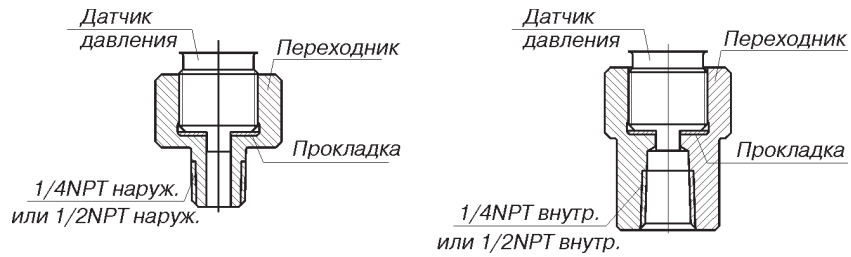 Датчик
давления
Переходник
Прокладка
1/4NPT наруж.
или 1/2NPT наруж.
Датчик
давления
Переходник
Прокладка
1/4NPT внутр.
или 1/2NPT внутр.